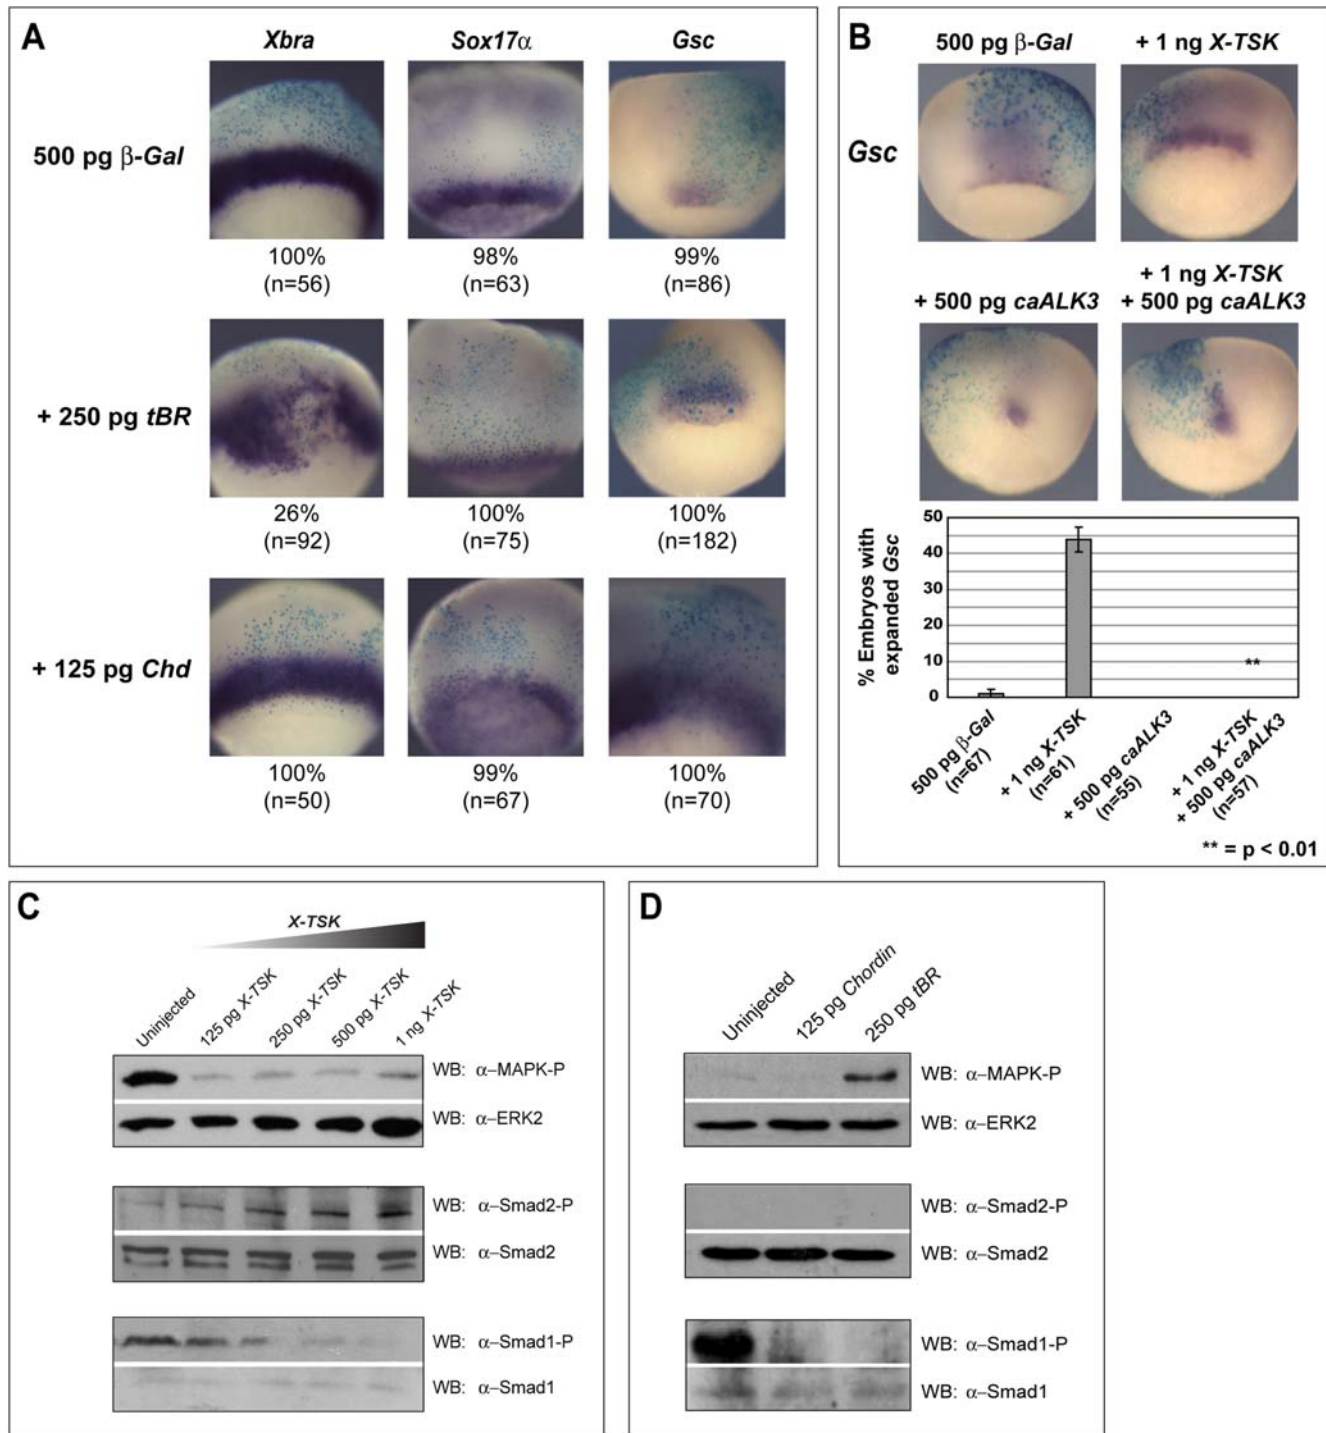 A
Xbra Sox17α Gsc
500 pg β-Gal
100% 98% 99%
(n=56) (n=63) (n=86)
+ 250 pg tBR
26% 100% 100%
(n=92) (n=75) (n=182)
+ 125 pg Chd
100% 99% 100%
(n=50) (n=67) (n=70)
B
500 pg β-Gal + 1 ng X-TSK
Gsc
+ 1 ng X-TSK
+ 500 pg caALK3 + 500 pg caALK3
% Embryos with
expanded Gsc
50
40
30
20
10
0
**
500 pg β-Gal
(n=67)
+ 1 ng X-TSK
(n=61)
+ 500 pg caALK3
(n=55)
+ 1 ng X-TSK
+ 500 pg caALK3
(n=57)
** = p < 0.01
C
X-TSK
Uninjected
125 pg X-TSK
250 pg X-TSK
500 pg X-TSK
1 ng X-TSK
WB: α–MAPK-P
WB: α–ERK2
WB: α–Smad2-P
WB: α–Smad2
WB: α–Smad1-P
WB: α–Smad1
D
Uninjected
125 pg Chordin
250 pg tBR
WB: α–MAPK-P
WB: α–ERK2
WB: α–Smad2-P
WB: α–Smad2
WB: α–Smad1-P
WB: α–Smad1